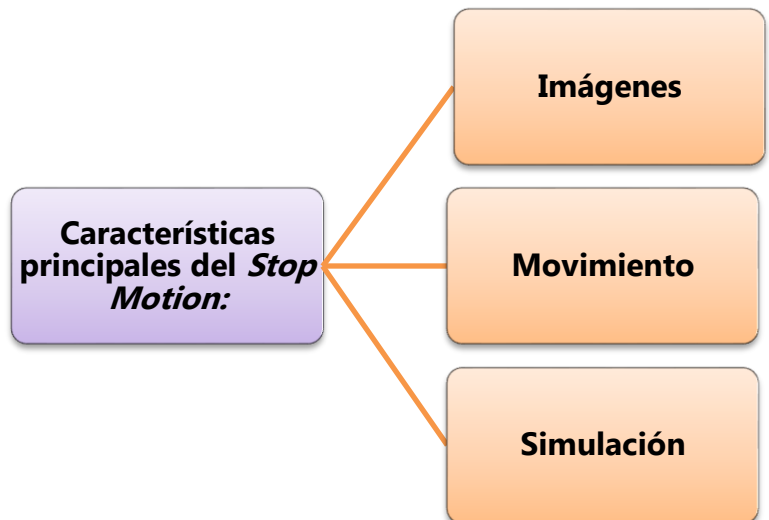 Características
principales del Stop
Motion:
Imágenes
Movimiento
Simulación